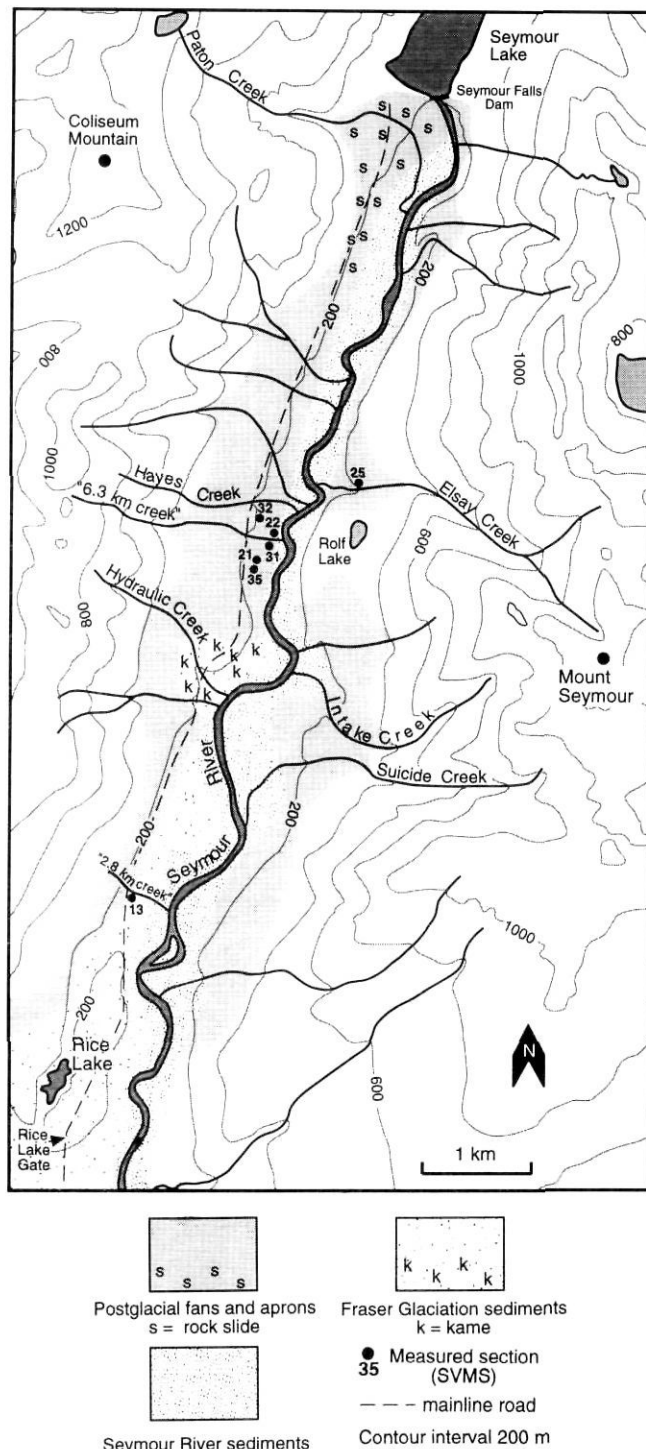 Seymour
Lake
Seymour Falls
Dam
Paton Creek
Coliseum
Mountain
s s s
s s s
s s
s s
s s
s
s
1200
200
200
800
1000
800
1000
Hayes
Creek
"6.3 km creek"
25
32
22
31
21
35
Elsay Creek
Rolf
Lake
600
Hydraulic Creek
800
k k k
k k
k k
Mount
Seymour
Intake Creek
Suicide Creek
River
Seymour
200
200
"2.8 km creek"
13
1000
200
Rice
Lake
600
N
Rice
Lake
Gate
1 km
s s s s
Postglacial fans and aprons
s = rock slide
k k k k
Fraser Glaciation sediments
k = kame
35 Measured section
(SVMS)
mainline road
Seymour River sediments
Contour interval 200 m